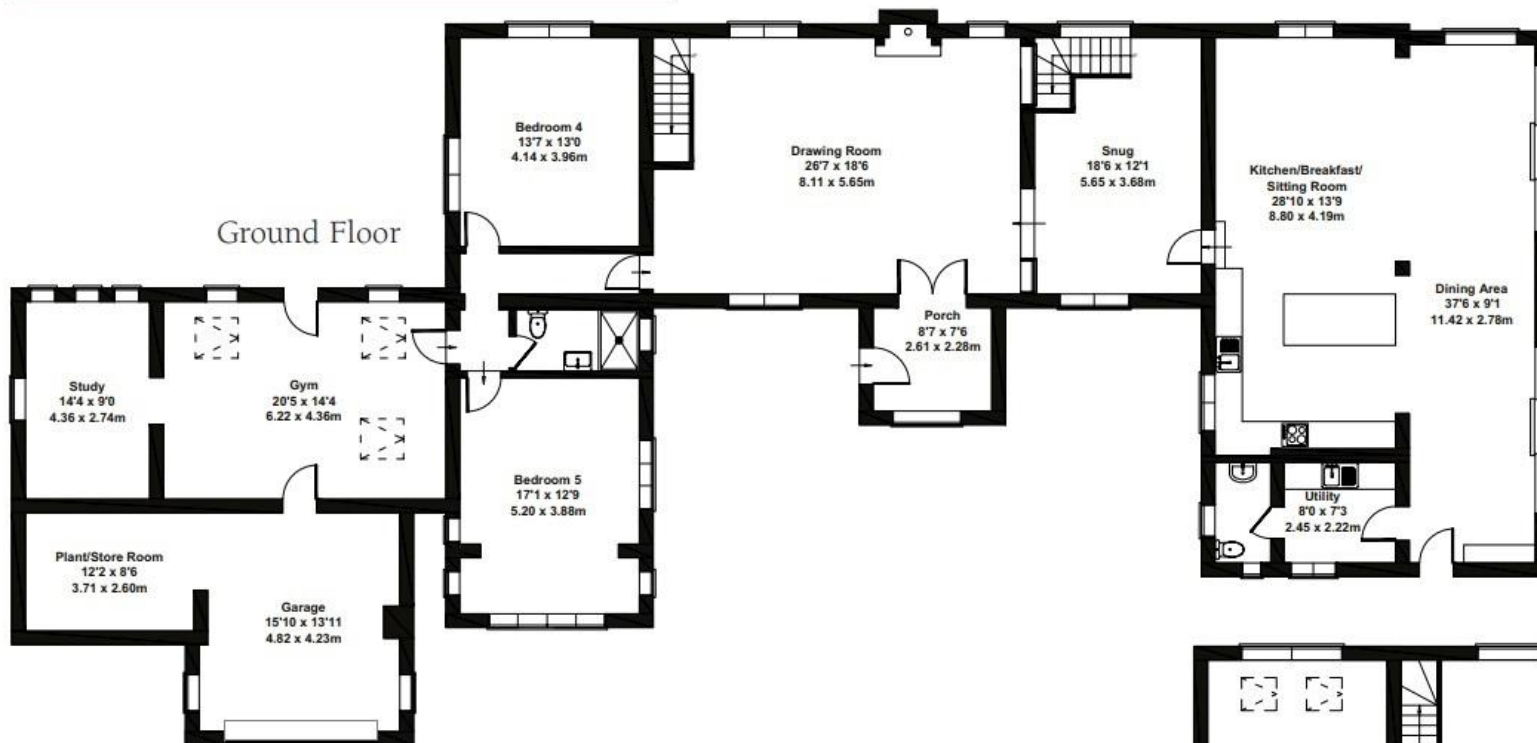 Bedroom 4
13'7 x 13'0
4.14 x 3.96m
Drawing Room
26'7 x 18'6
8.11 x 5.65m
Snug
18'6 x 12'1
5.65 x 3.68m
Kitchen/Breakfast/
Sitting Room
28'10 x 13'9
8.80 x 4.19m
Ground Floor
Dining Area
37'6 x 9'1
11.42 x 2.78m
Porch
8'7 x 7'6
2.61 x 2.28m
Study
14'4 x 9'0
4.36 x 2.74m
Gym
20'5 x 14'4
6.22 x 4.36m
Bedroom 5
17'1 x 12'9
5.20 x 3.88m
Utility
8'0 x 7'3
2.45 x 2.22m
Plant/Store Room
12'2 x 8'6
3.71 x 2.60m
Garage
15'10 x 13'11
4.82 x 4.23m